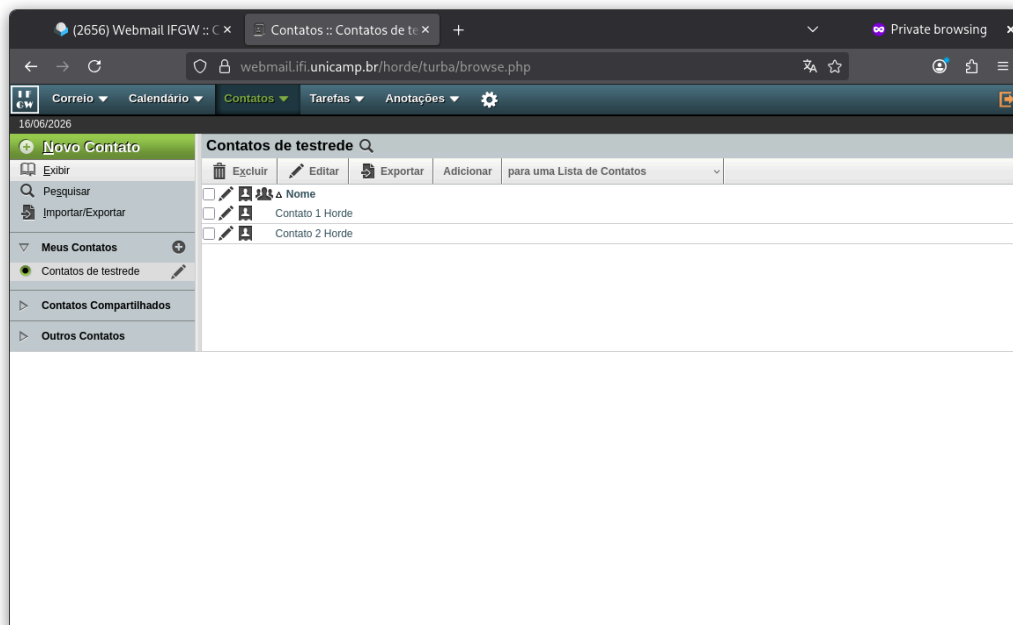 (2656) Webmail IFGW :: C
Contatos :: Contatos de te
Private browsing
webmail.ifi.unicamp.br/horde/turba/browse.php
IF GW
Correio
Calendário
Contatos
Tarefas
Anotações
16/06/2026
Novo Contato
Exibir
Pesquisar
Importar/Exportar
Meus Contatos
Contatos de testrede
Contatos Compartilhados
Outros Contatos
Contatos de testrede
Excluir
Editar
Exportar
Adicionar
para uma Lista de Contatos
Nome
Contato 1 Horde
Contato 2 Horde